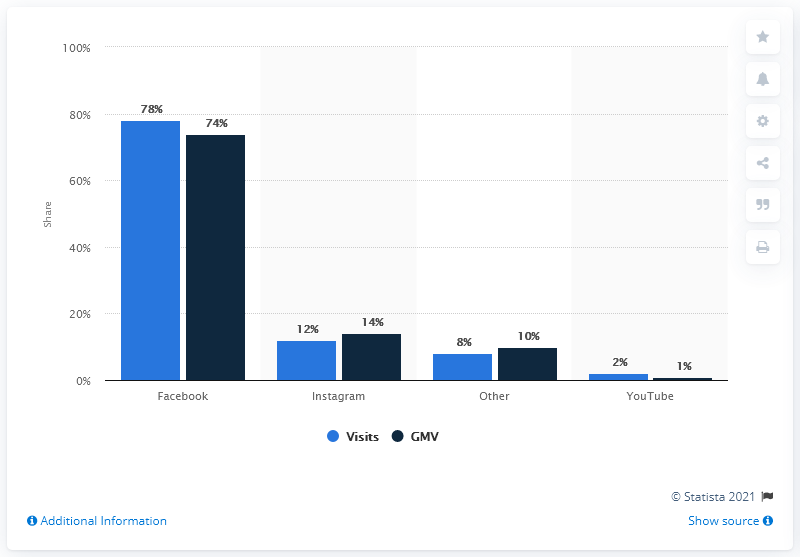 100%
80%
60%
40%
20%
0%
Share
78%
74%
12%
14%
8%
10%
2%
1%
Facebook
Instagram
Other
YouTube
Visits
GMV
© Statista 2021
Additional Information
Show source